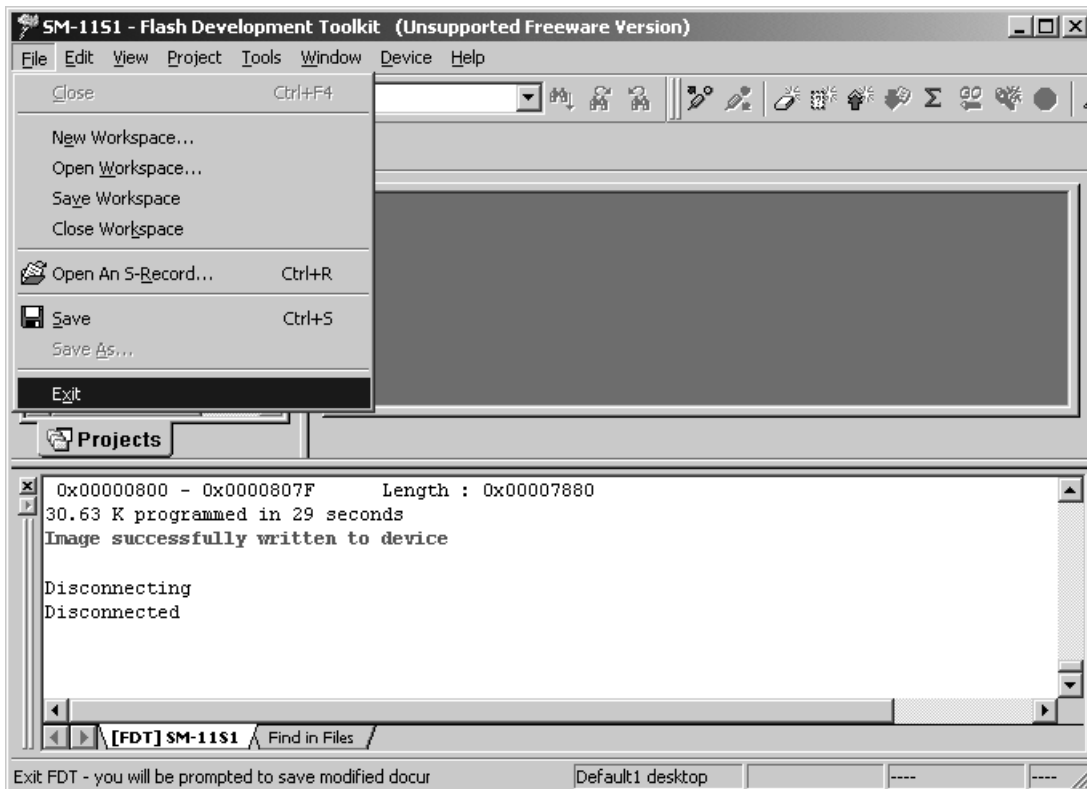 SM-11S1 - Flash Development Toolkit (Unsupported Freeware Version)
File Edit View Project Tools Window Device Help
Close Ctrl+F4
New Workspace...
Open Workspace...
Save Workspace
Close Workspace
Open An S-Record... Ctrl+R
Save Ctrl+S
Save As...
Exit
Projects
0x00000800 - 0x0000807F Length : 0x00007880
30.63 K programmed in 29 seconds
Image successfully written to device
Disconnecting
Disconnected
[FDT] SM-11S1 Find in Files
Exit FDT - you will be prompted to save modified docur Default1 desktop ---- ----